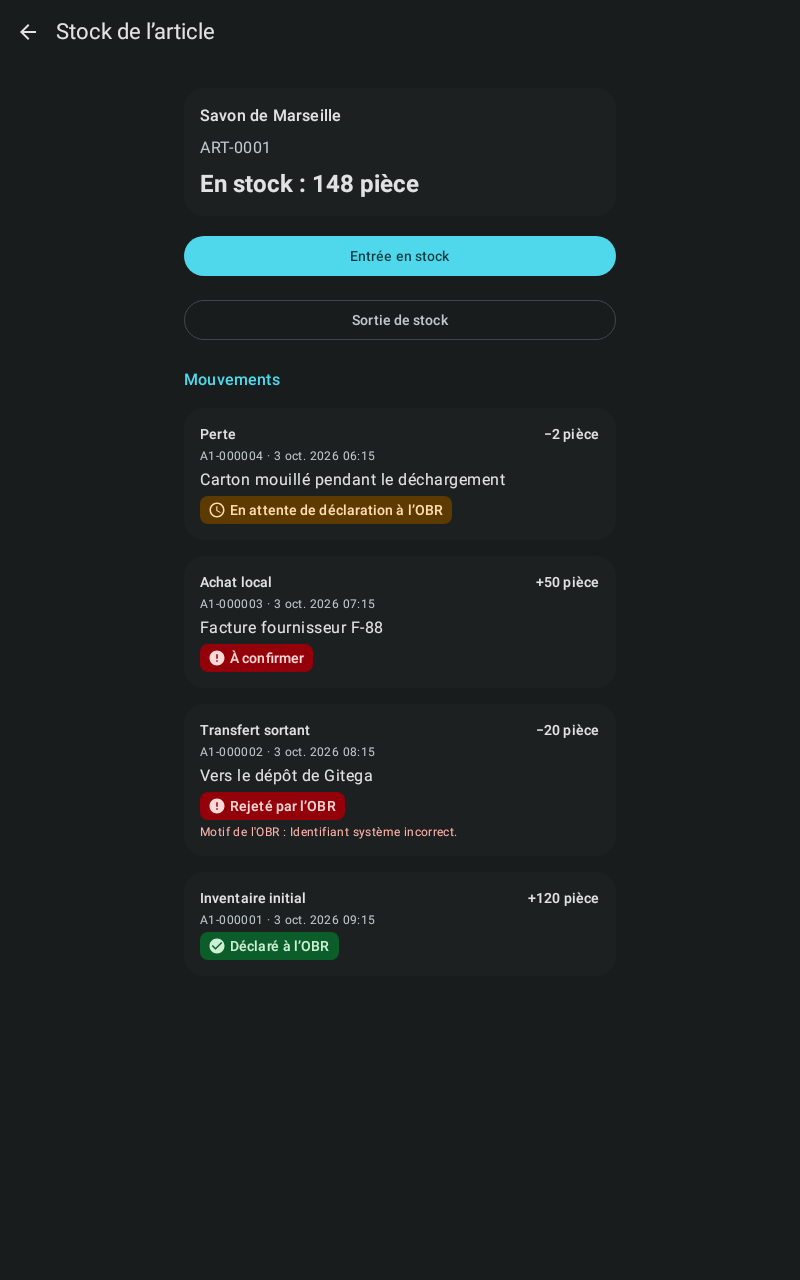 Stock de l’article
Savon de Marseille
ART-0001
En stock : 148 pièce
Entrée en stock
Sortie de stock
Mouvements
Perte −2 pièce
A1-000004 · 3 oct. 2026 06:15
Carton mouillé pendant le déchargement
En attente de déclaration à l’OBR
Achat local +50 pièce
A1-000003 · 3 oct. 2026 07:15
Facture fournisseur F-88
À confirmer
Transfert sortant −20 pièce
A1-000002 · 3 oct. 2026 08:15
Vers le dépôt de Gitega
Rejeté par l’OBR
Motif de l’OBR : Identifiant système incorrect.
Inventaire initial +120 pièce
A1-000001 · 3 oct. 2026 09:15
Déclaré à l’OBR